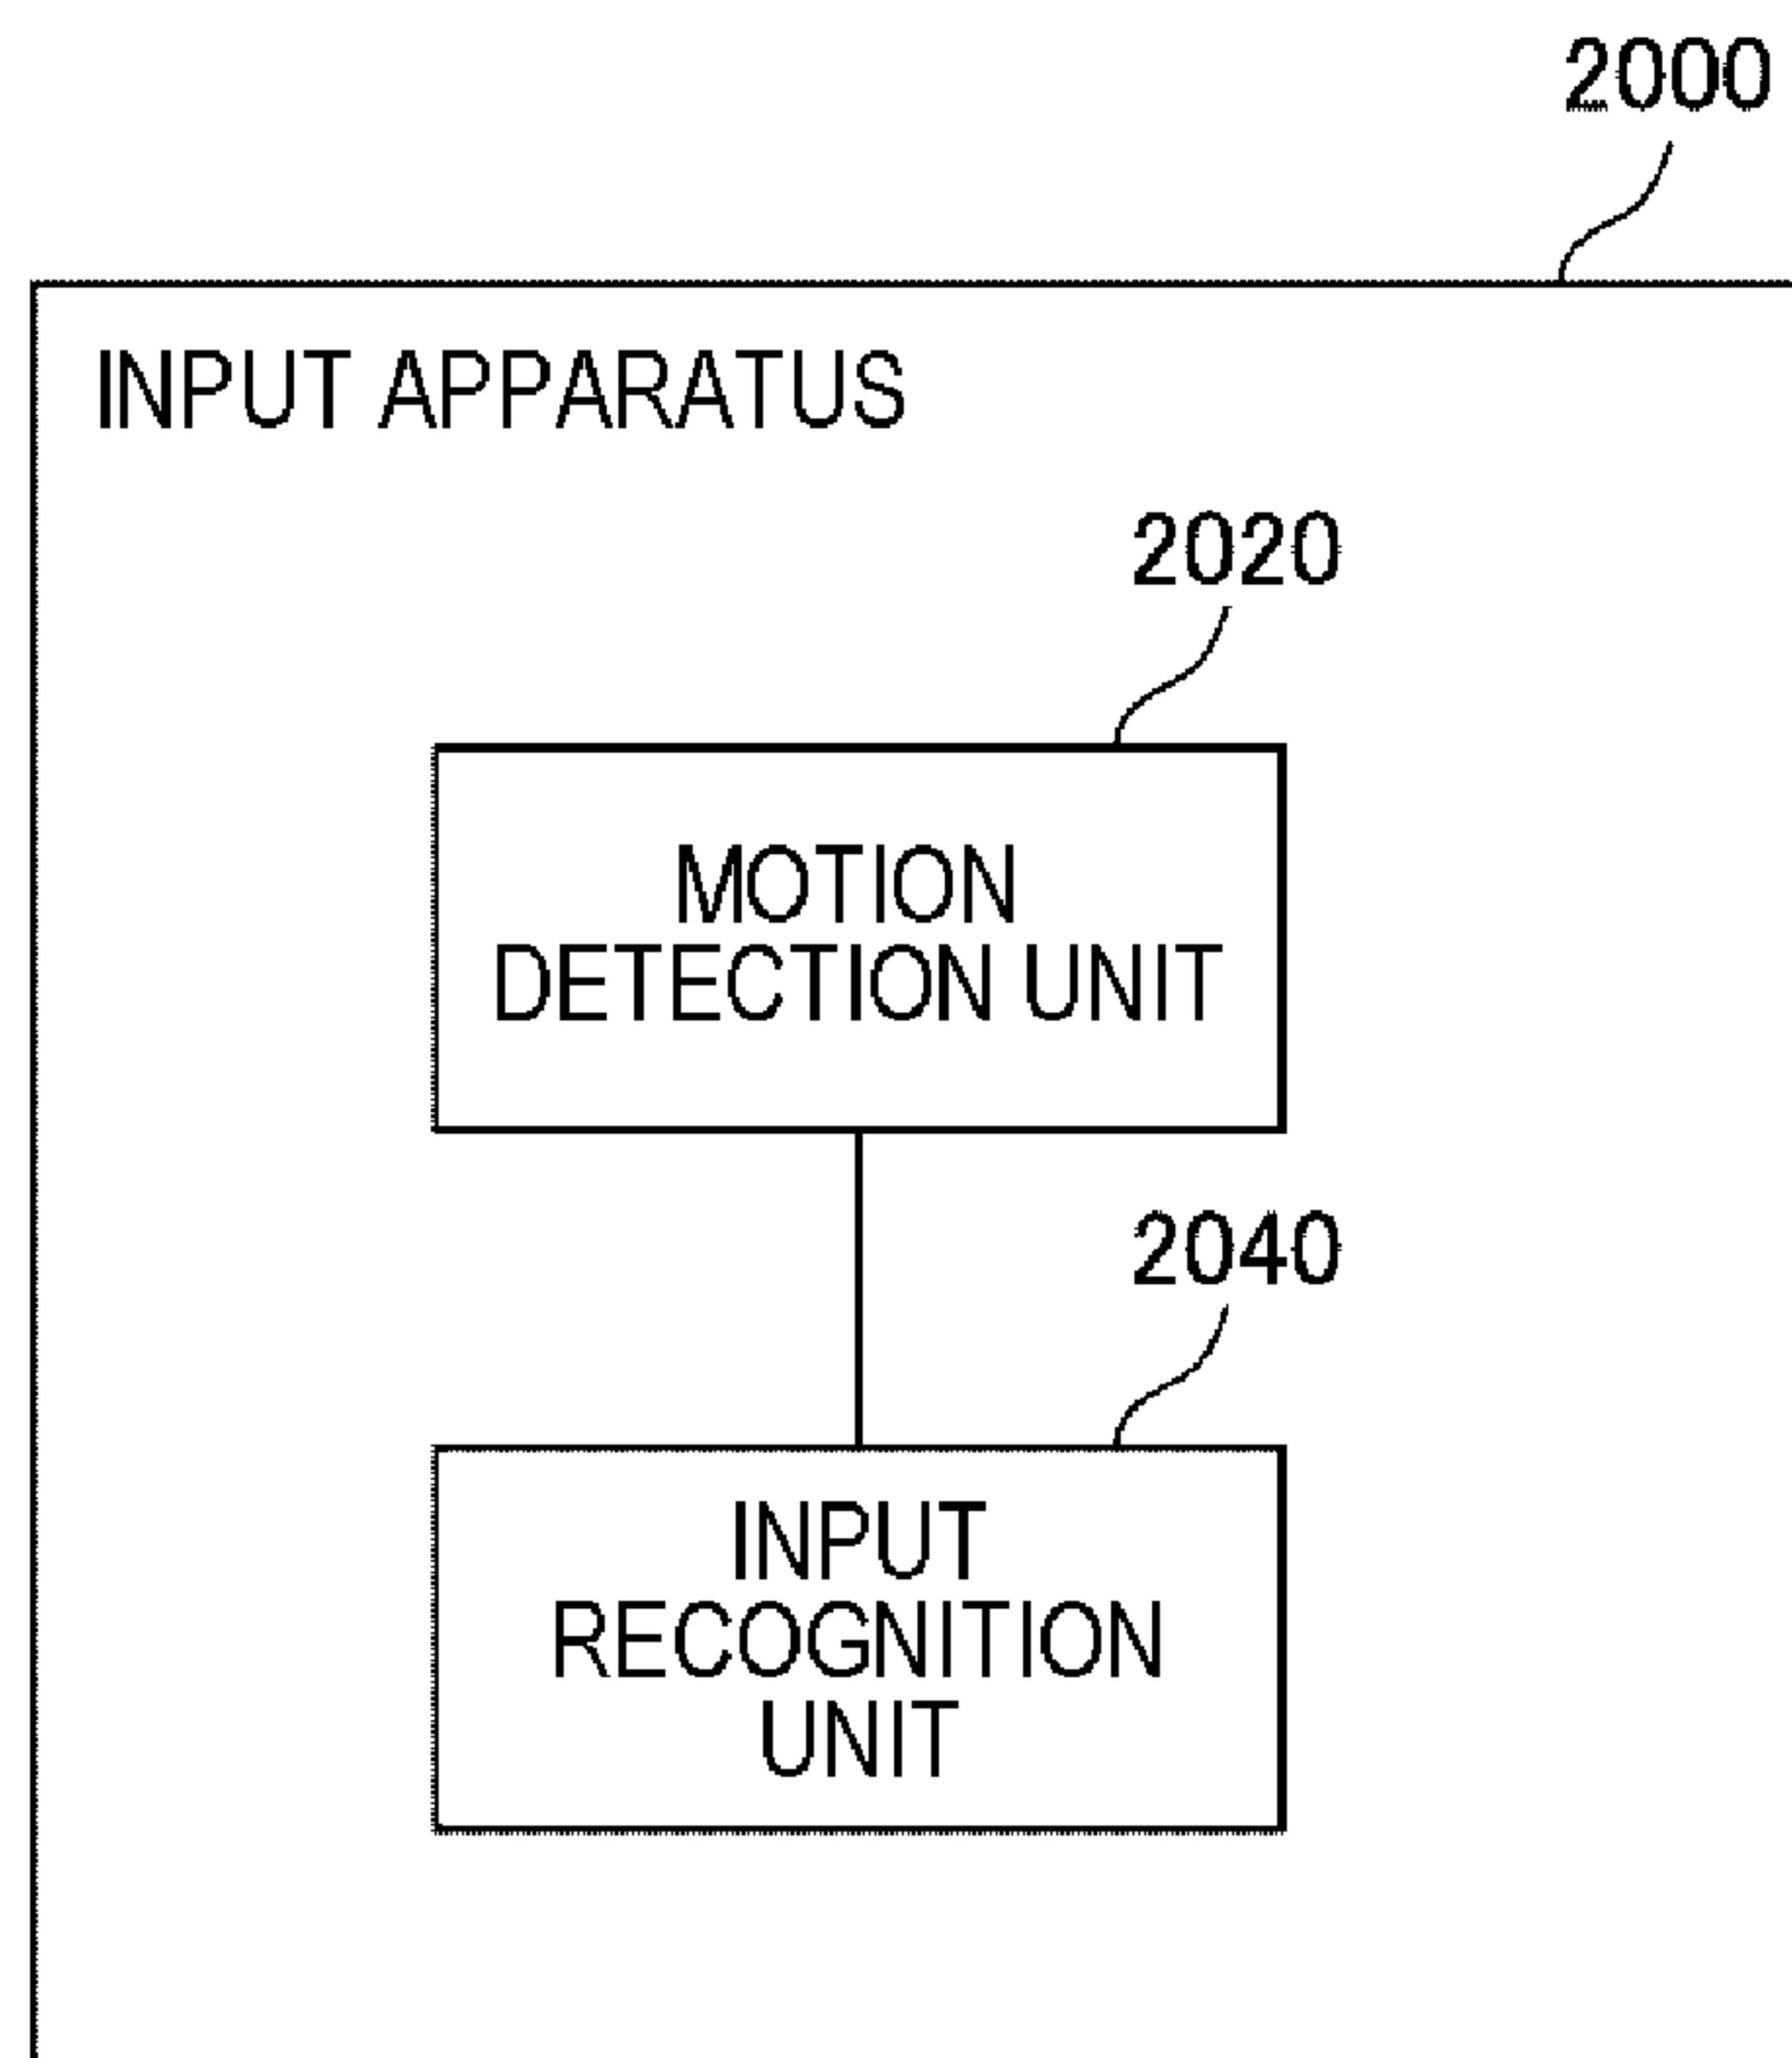 2000
INPUT APPARATUS
2020
MOTION
DETECTION UNIT
2040
INPUT
RECOGNITION
UNIT